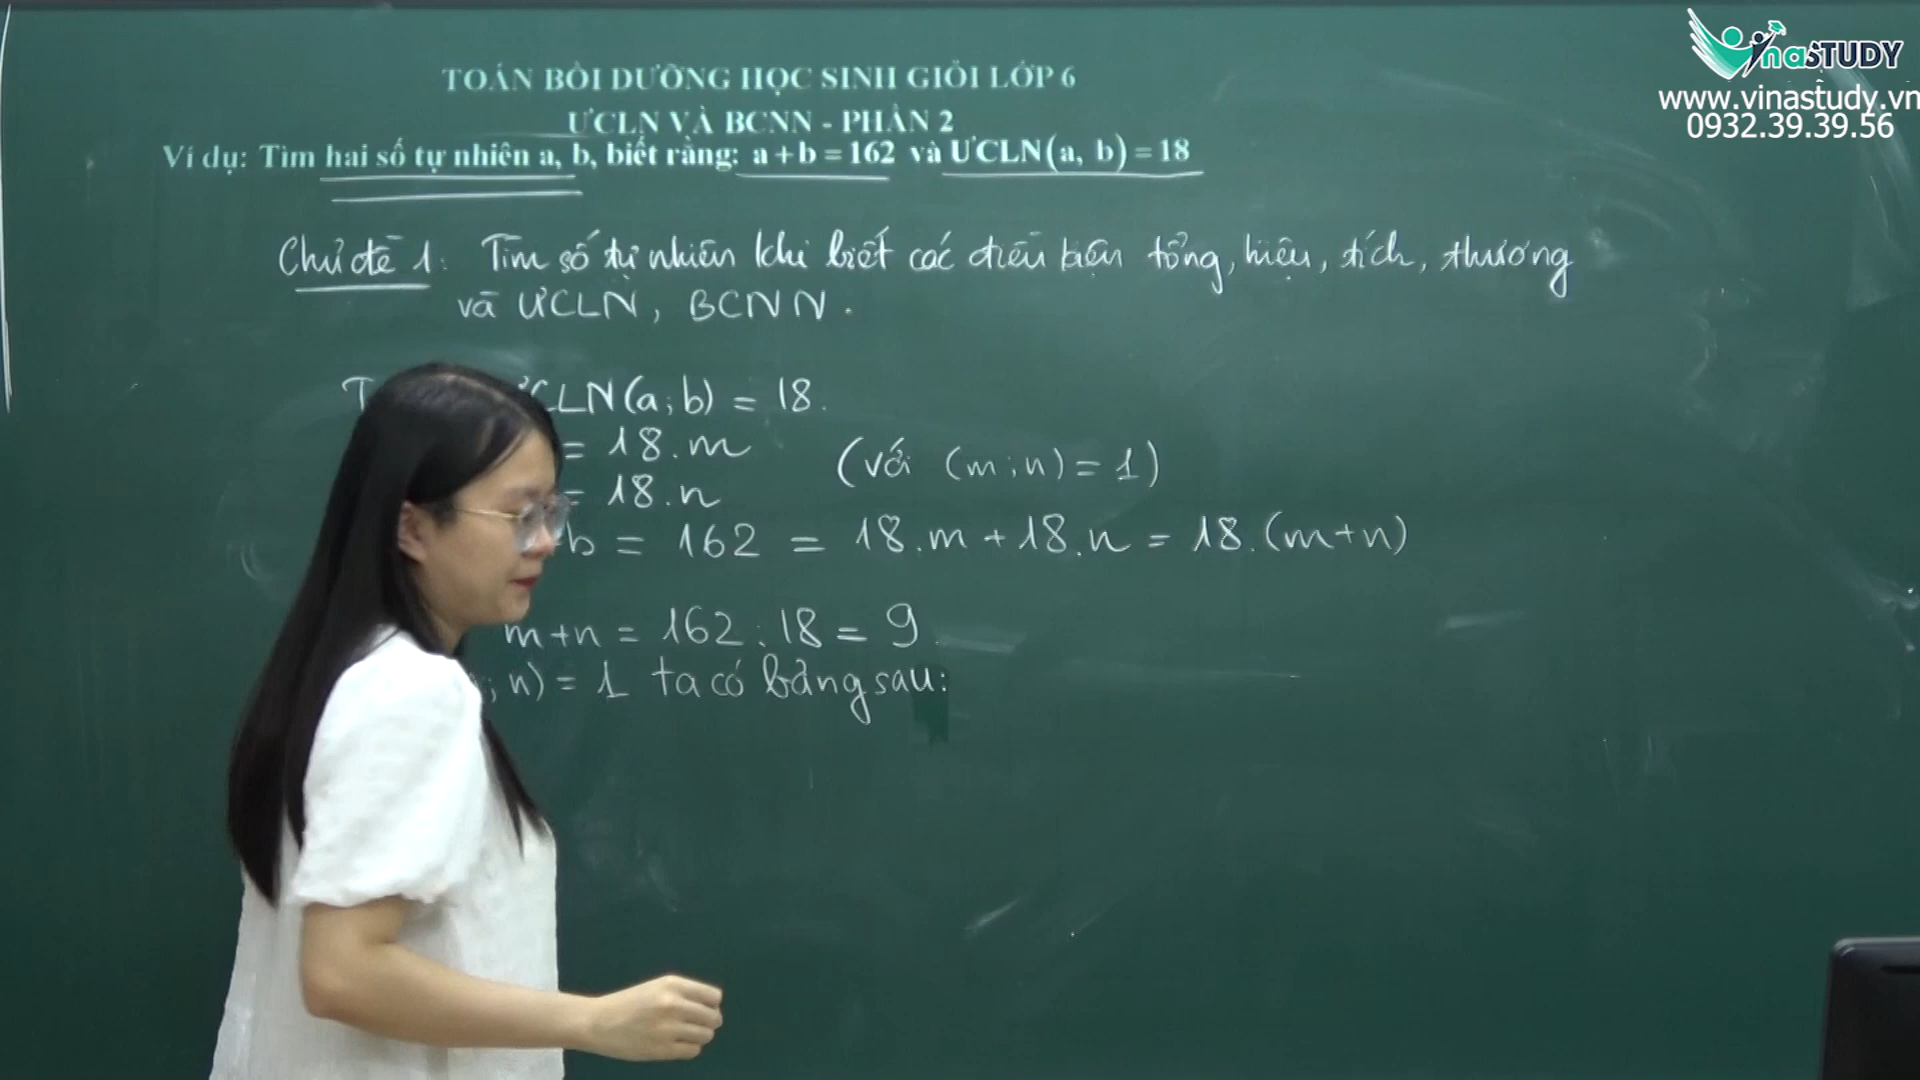 VinaSTUDY
www.vinastudy.vn
0932.39.39.56
TOÁN BỒI DƯỠNG HỌC SINH GIỎI LỚP 6
ƯCLN VÀ BCNN - PHẦN 2
Ví dụ: Tìm hai số tự nhiên a, b, biết rằng: a + b = 162 và ƯCLN(a, b) = 18
Chủ đề 1: Tìm số tự nhiên khi biết các điều kiện tổng, hiệu, tích, thương
và ƯCLN, BCNN.
CLN(a; b) = 18.
= 18.m
(với (m; n) = 1)
= 18.n
b = 162 = 18.m + 18.n = 18.(m+n)
m+n = 162 : 18 = 9
; n) = 1 ta có bảng sau: